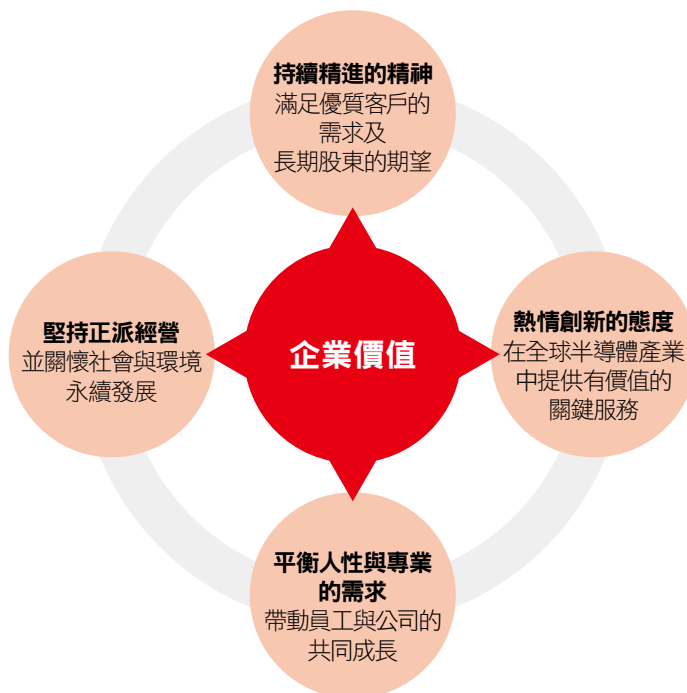 持續精進的精神
滿足優質客戶的
需求及
長期股東的期望
堅持正派經營
並關懷社會與環境
永續發展
企業價值
熱情創新的態度
在全球半導體產業
中提供有價值的
關鍵服務
平衡人性與專業
的需求
帶動員工與公司的
共同成長